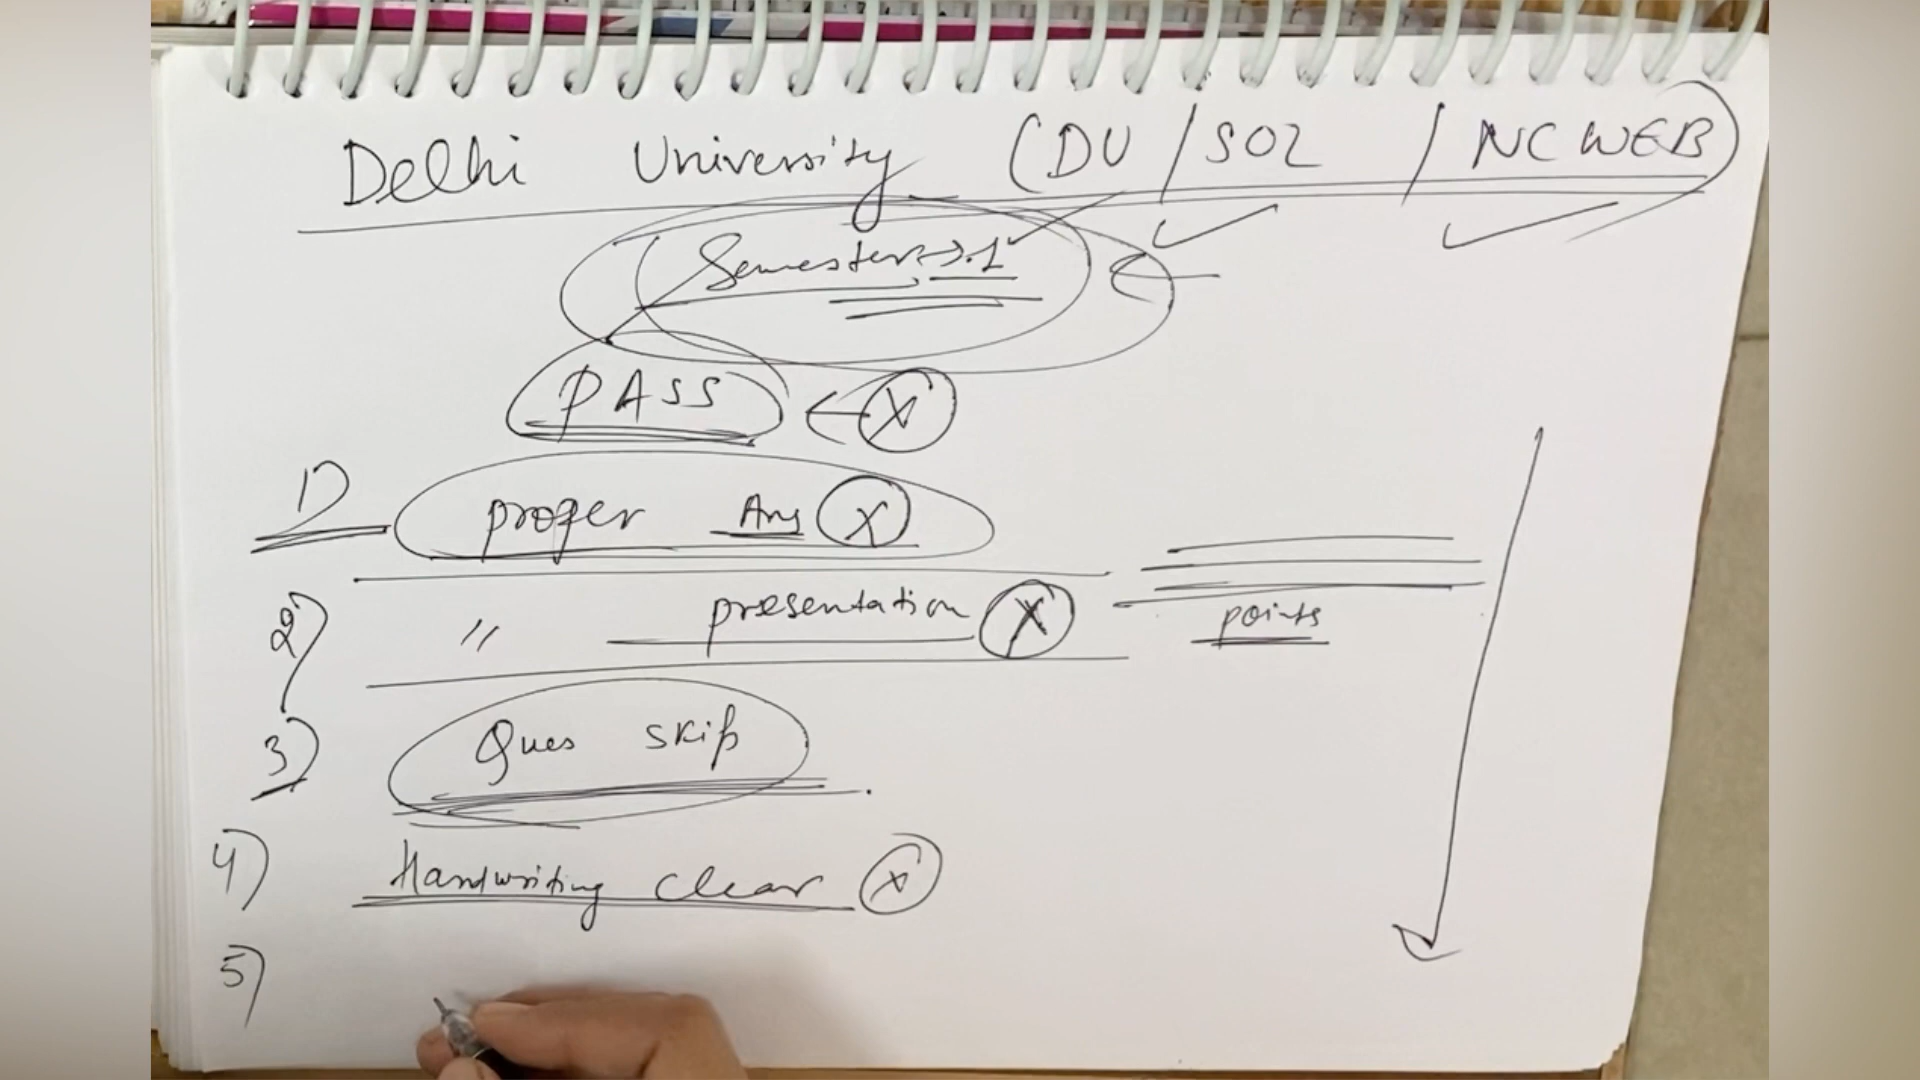 Delhi University (DU / SOL / NCWEB)
Semester → 1
PASS ← X
1) proper Ans X
2) " presentation X
points
3) Ques skip
4) Handwriting clear X
5)